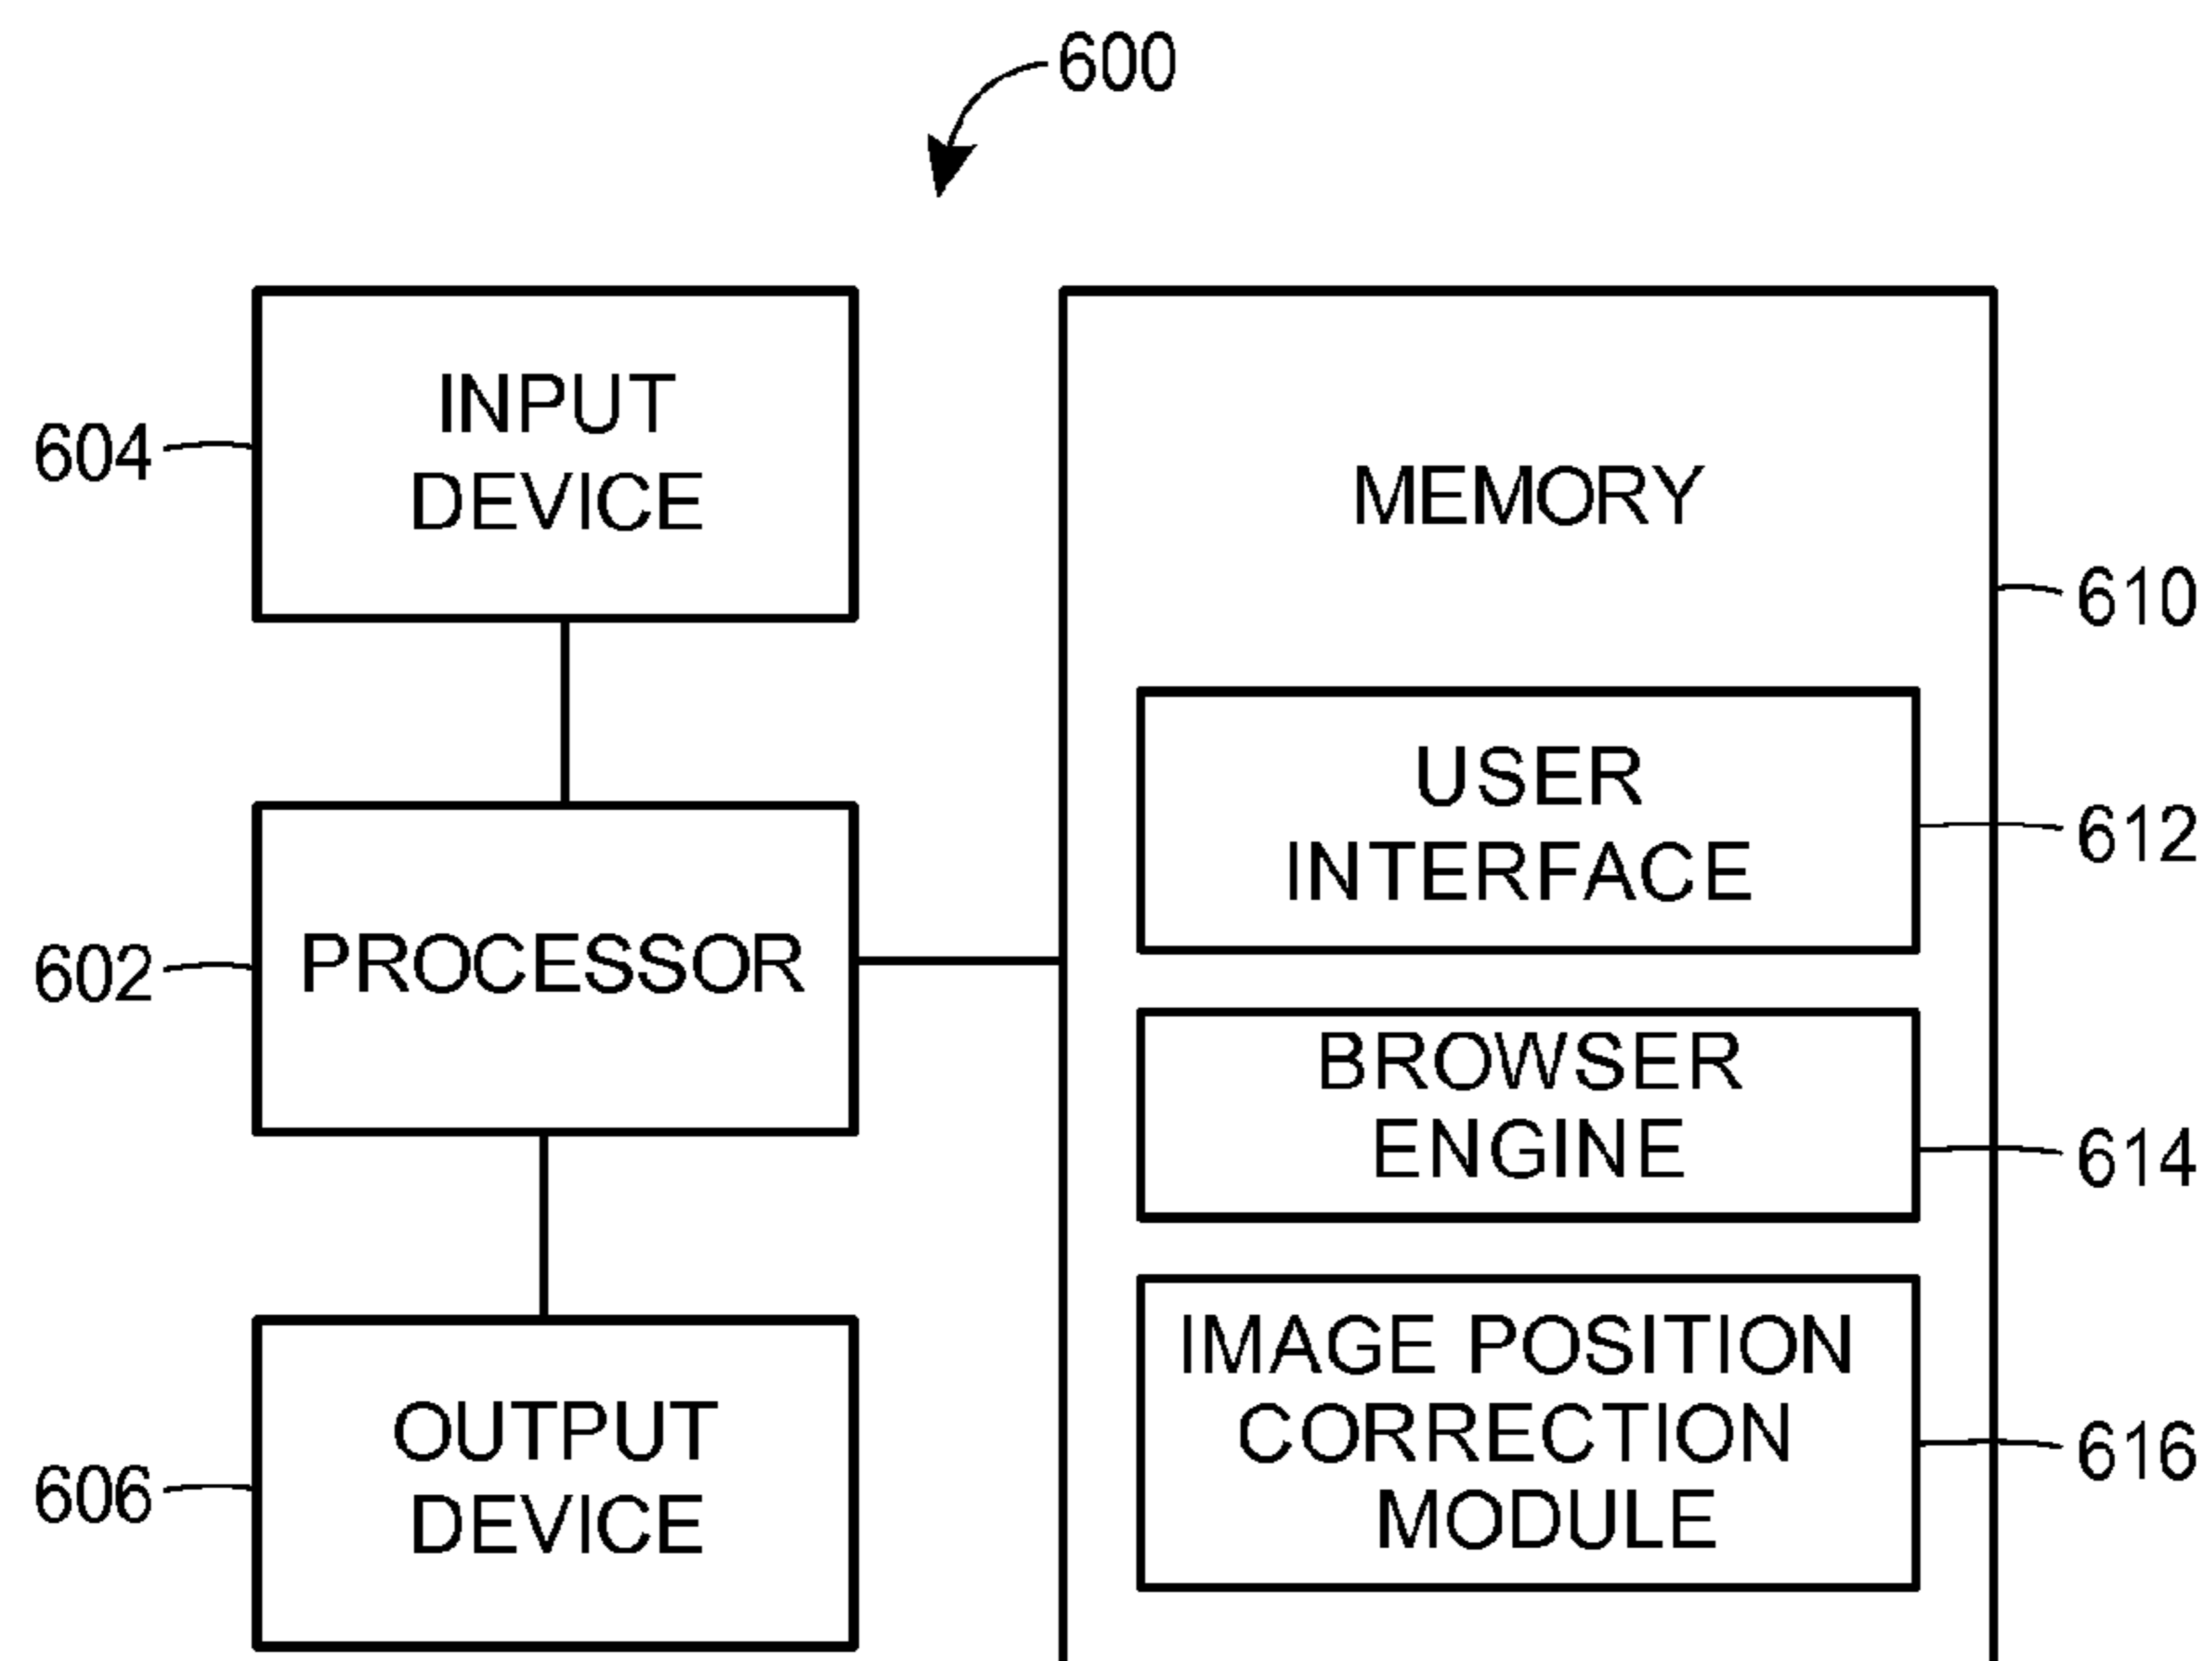 600
INPUT
DEVICE
604
PROCESSOR
602
OUTPUT
DEVICE
606
MEMORY
610
USER
INTERFACE
612
BROWSER
ENGINE
614
IMAGE POSITION
CORRECTION
MODULE
616